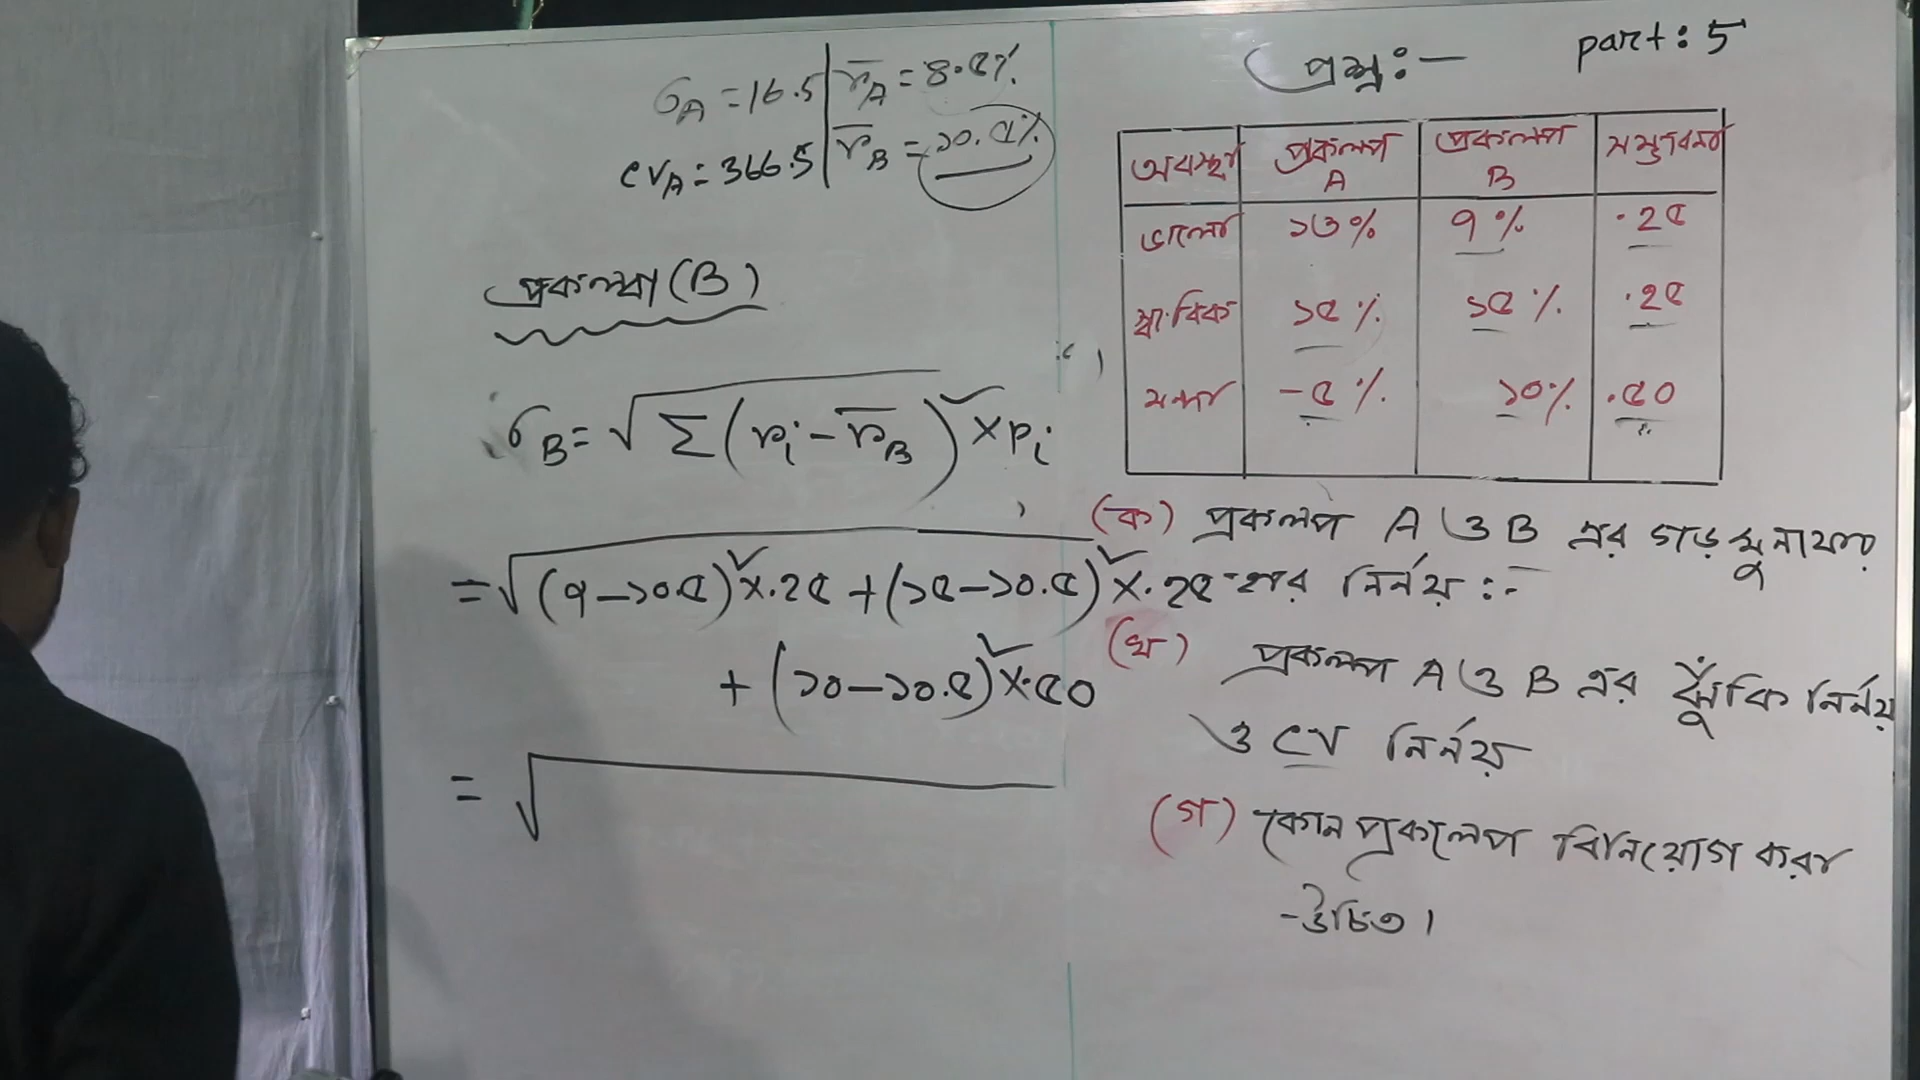 σA = 16.5 | r̄A = 8.৫%
CVA = 366.5 | r̄B = ১০.৫%
প্রকল্প (B)
σB = √Σ(ri - r̄B)² × Pi
= √(৭-১০.৫)² × .২৫ + (১৫-১০.৫)² × .২৫
+ (১০-১০.৫)² × .৫০
= √
part: 5
প্রশ্ন:-
অবস্থা প্রকল্প A প্রকল্প B সম্ভাবনা
ভালো ১৩% ৭% .২৫
স্বা:বিক ১৫% ১৫% .২৫
মন্দা -৫% ১০% .৫০
(ক) প্রকল্প A ও B এর গড় মুনাফার
হার নির্নয় :-
(খ) প্রকল্প A ও B এর ঝুঁকি নির্নয়
ও CV নির্নয়
(গ) কোন প্রকল্পে বিনিয়োগ করা
উচিত।